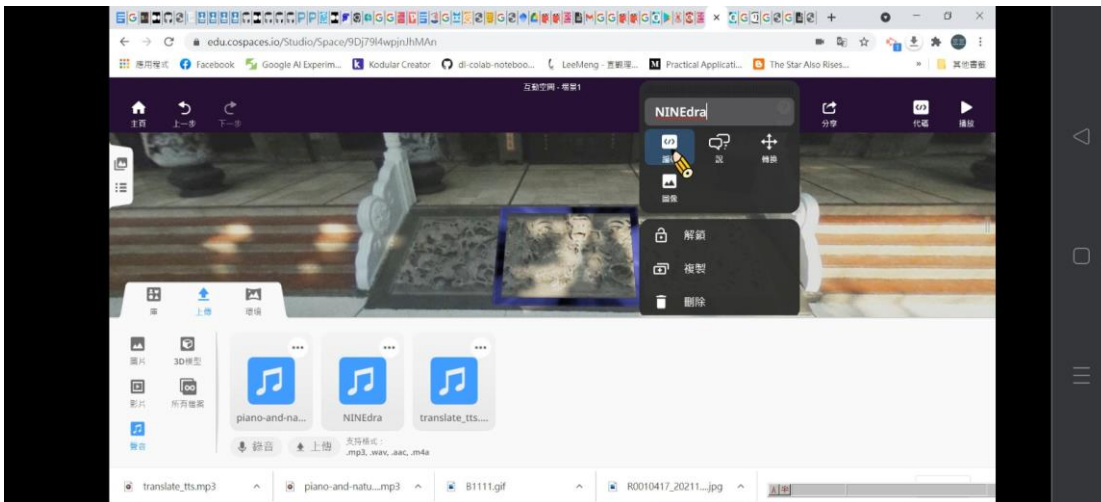 edu.cospaces.io/Studio/Space/9Dj79l4wpjnJhMAn
應用程式 Facebook Google AI Experim... Kodular Creator dl-colab-noteboo... LeeMeng - 直觀理... Practical Applicati... The Star Also Rises... » 其他書籤
互動空間 - 場景1
主頁 上一步 下一步 分享 代碼 播放
NINEdra
說 轉換
圖像
解鎖
複製
刪除
庫 上傳 環境
圖片 3D模型
影片 所有檔案
聲音
piano-and-na... NINEdra translate_tts....
錄音 上傳 支持格式：
.mp3, .wav, .aac, .m4a
translate_tts.mp3 piano-and-natu....mp3 B1111.gif R0010417_20211....jpg